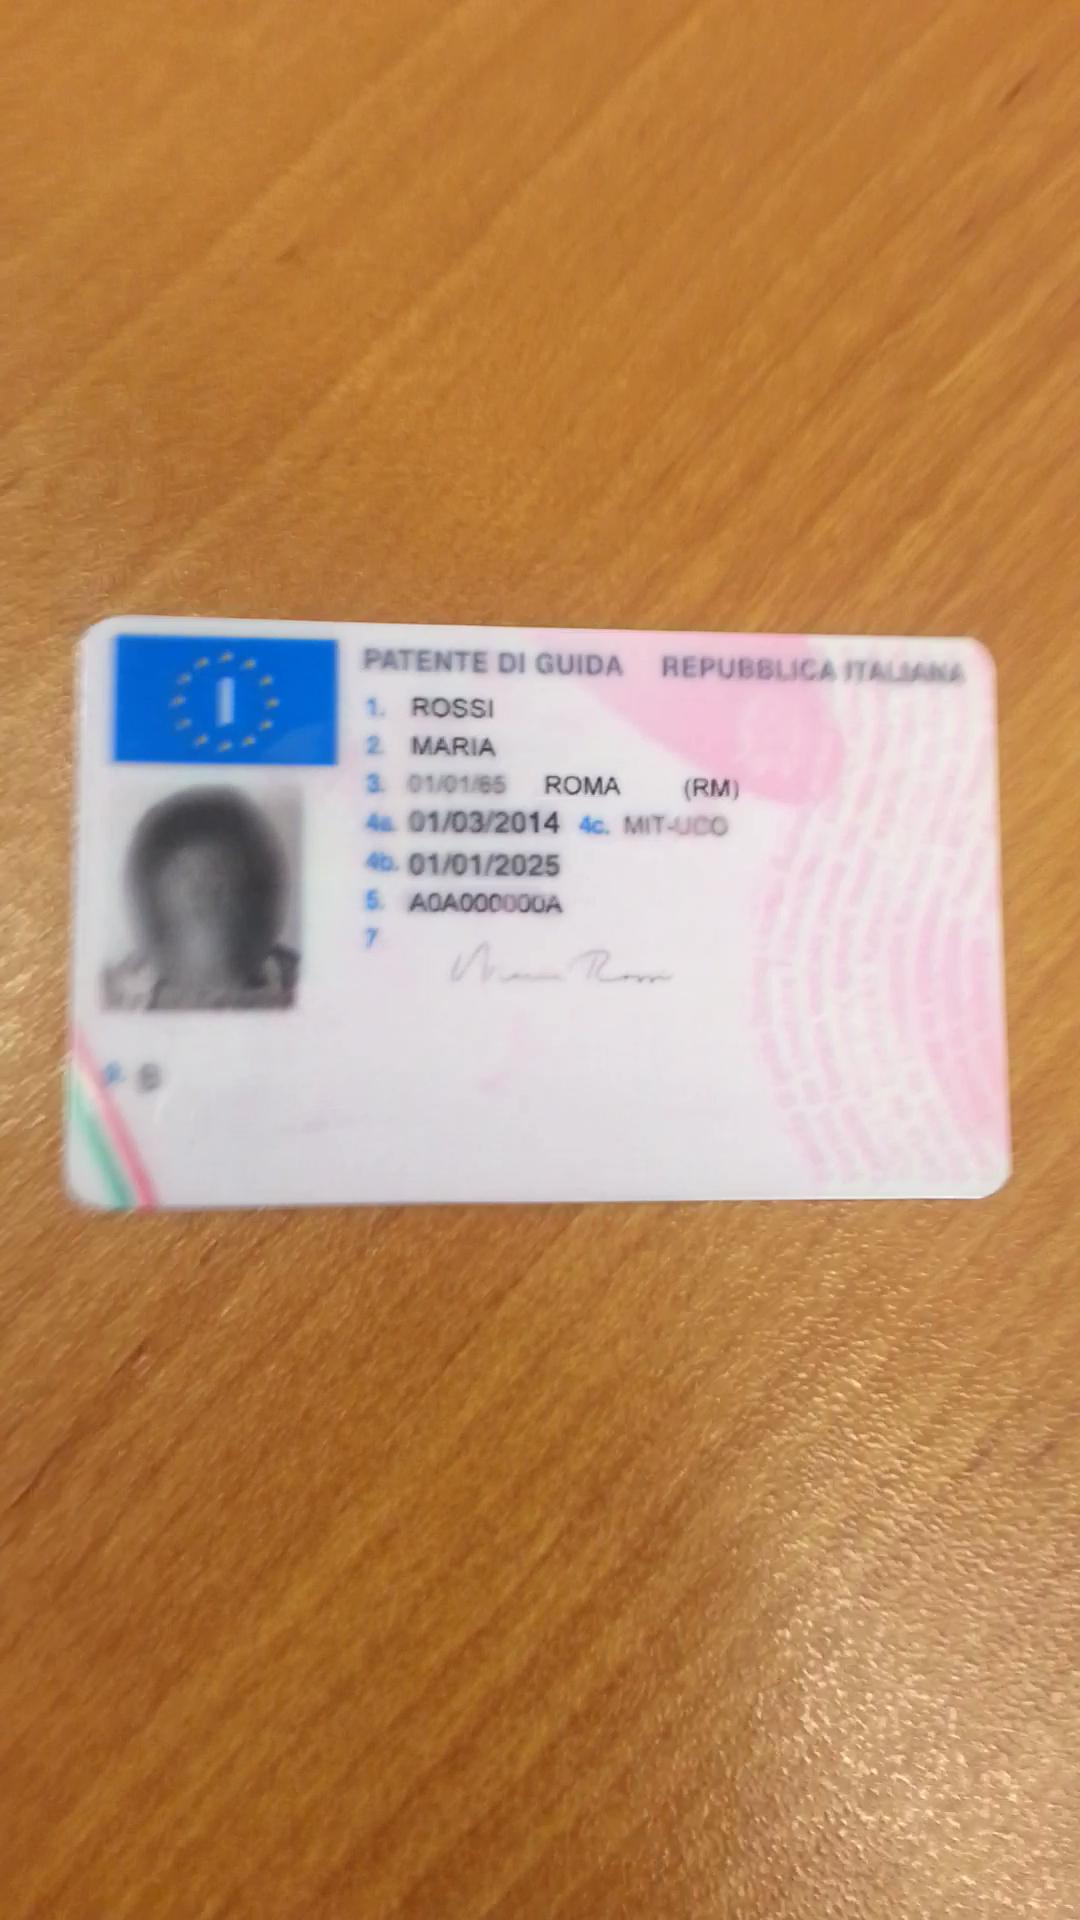 I
PATENTE DI GUIDA REPUBBLICA ITALIANA
1. ROSSI
2. MARIA
3. 01/01/65 ROMA (RM)
4a. 01/03/2014 4c. MIT-UCO
4b. 01/01/2025
5. A0A000000A
7
Maria Rossi
9. B